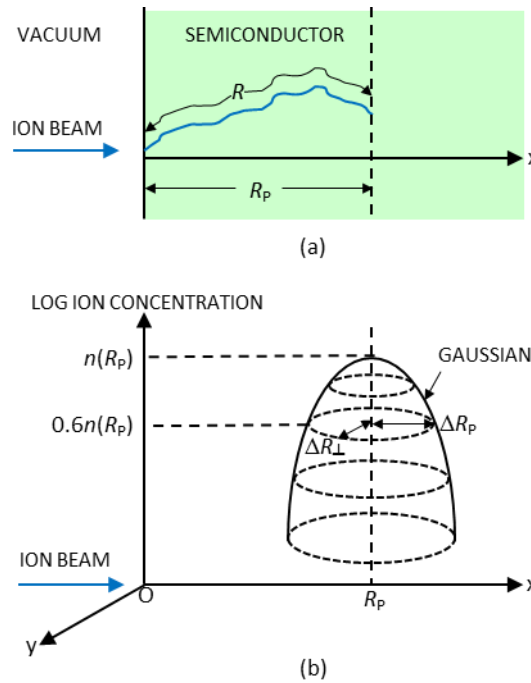 VACUUM SEMICONDUCTOR
R
ION BEAM
x
R_P
(a)
LOG ION CONCENTRATION
n(R_P)
GAUSSIAN
0.6n(R_P)
ΔR_P
ΔR_⊥
ION BEAM
O
R_P
x
y
(b)